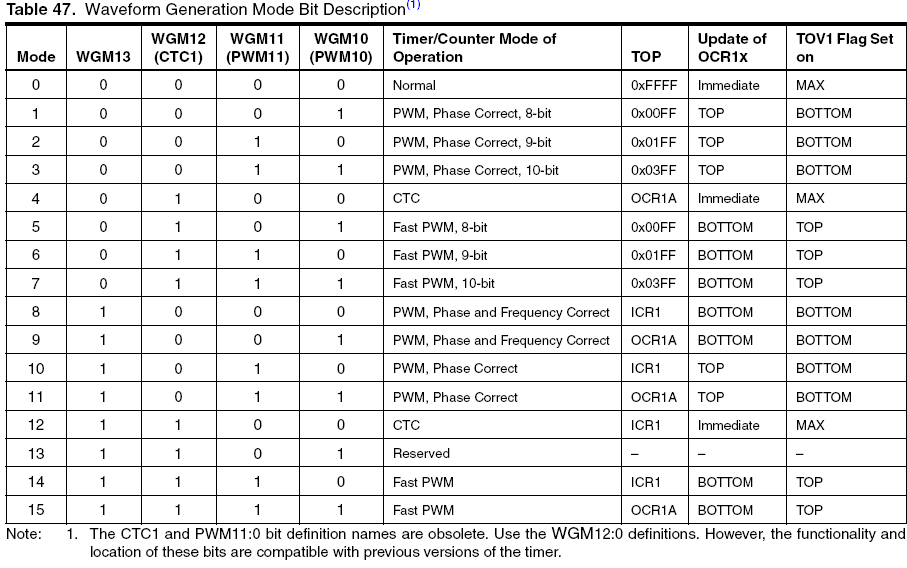 Table 47. Waveform Generation Mode Bit Description(1)
Mode WGM13 WGM12 (CTC1) WGM11 (PWM11) WGM10 (PWM10) Timer/Counter Mode of Operation TOP Update of OCR1x TOV1 Flag Set on
0 0 0 0 0 Normal 0xFFFF Immediate MAX
1 0 0 0 1 PWM, Phase Correct, 8-bit 0x00FF TOP BOTTOM
2 0 0 1 0 PWM, Phase Correct, 9-bit 0x01FF TOP BOTTOM
3 0 0 1 1 PWM, Phase Correct, 10-bit 0x03FF TOP BOTTOM
4 0 1 0 0 CTC OCR1A Immediate MAX
5 0 1 0 1 Fast PWM, 8-bit 0x00FF BOTTOM TOP
6 0 1 1 0 Fast PWM, 9-bit 0x01FF BOTTOM TOP
7 0 1 1 1 Fast PWM, 10-bit 0x03FF BOTTOM TOP
8 1 0 0 0 PWM, Phase and Frequency Correct ICR1 BOTTOM BOTTOM
9 1 0 0 1 PWM, Phase and Frequency Correct OCR1A BOTTOM BOTTOM
10 1 0 1 0 PWM, Phase Correct ICR1 TOP BOTTOM
11 1 0 1 1 PWM, Phase Correct OCR1A TOP BOTTOM
12 1 1 0 0 CTC ICR1 Immediate MAX
13 1 1 0 1 Reserved – – –
14 1 1 1 0 Fast PWM ICR1 BOTTOM TOP
15 1 1 1 1 Fast PWM OCR1A BOTTOM TOP
Note: 1. The CTC1 and PWM11:0 bit definition names are obsolete. Use the WGM12:0 definitions. However, the functionality and
location of these bits are compatible with previous versions of the timer.